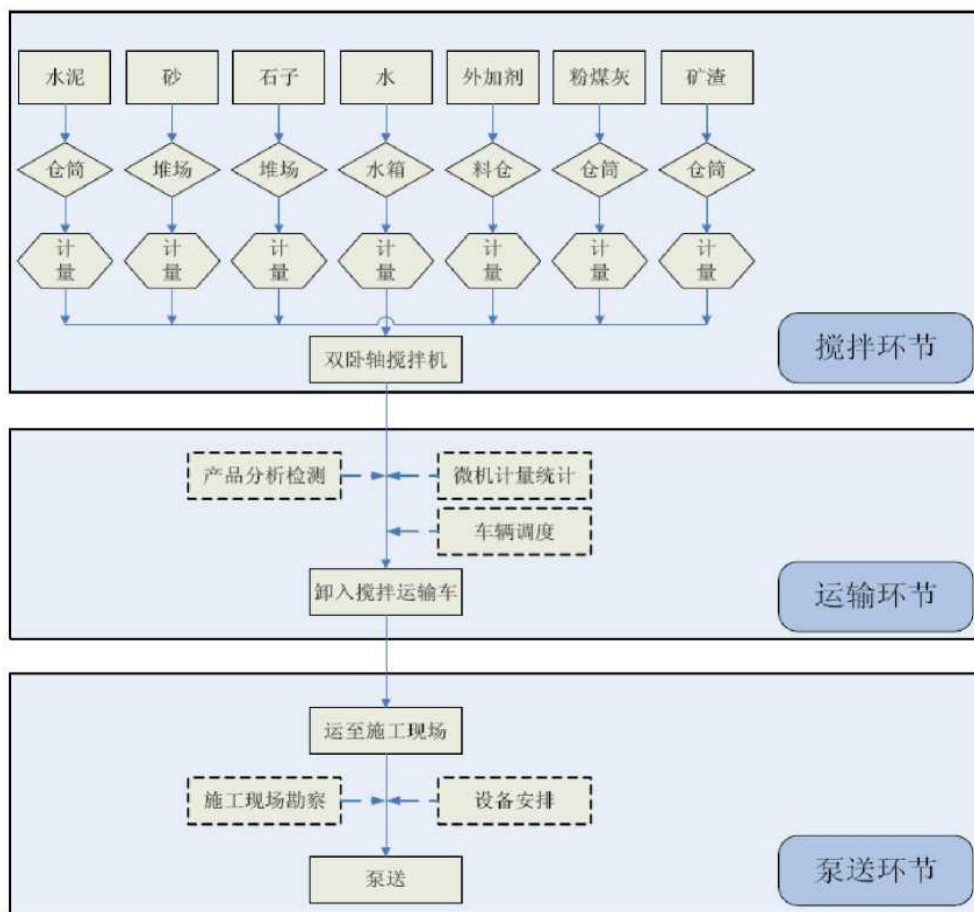 水泥 砂 石子 水 外加剂 粉煤灰 矿渣
仓筒 堆场 堆场 水箱 料仓 仓筒 仓筒
计 计 计 计 计 计 计
量 量 量 量 量 量 量
搅拌环节
双卧轴搅拌机
产品分析检测 微机计量统计
车辆调度
卸入搅拌运输车
运输环节
运至施工现场
施工现场勘察 设备安排
泵送
泵送环节